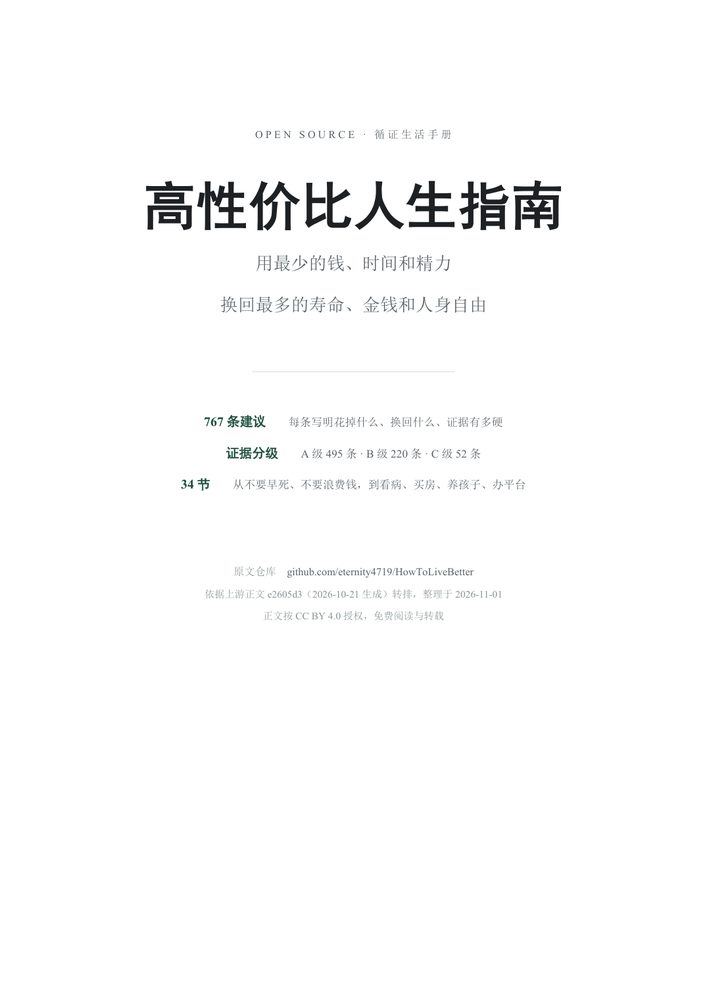 OPEN SOURCE · 循证生活手册
高性价比人生指南
用最少的钱、时间和精力
换回最多的寿命、金钱和人身自由
767 条建议 每条写明花掉什么、换回什么、证据有多硬
证据分级 A 级 495 条 · B 级 220 条 · C 级 52 条
34 节 从不要早死、不要浪费钱，到看病、买房、养孩子、办平台
原文仓库 github.com/eternity4719/HowToLiveBetter
依据上游正文 e2605d3（2026-10-21 生成）转排，整理于 2026-11-01
正文按 CC BY 4.0 授权，免费阅读与转载